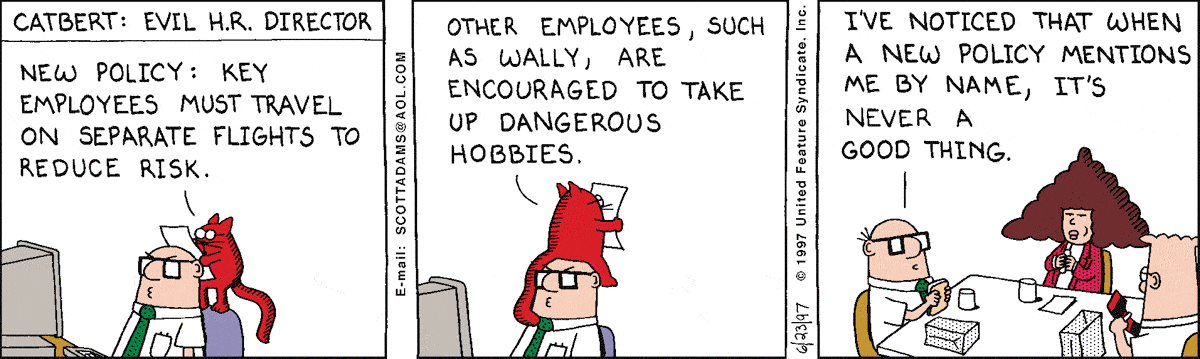 CATBERT: EVIL H.R. DIRECTOR
NEW POLICY: KEY
EMPLOYEES MUST TRAVEL
ON SEPARATE FLIGHTS TO
REDUCE RISK.
OTHER EMPLOYEES, SUCH
AS WALLY, ARE
ENCOURAGED TO TAKE
UP DANGEROUS
HOBBIES.
E-mail: SCOTTADAMS@AOL.COM
I'VE NOTICED THAT WHEN
A NEW POLICY MENTIONS
ME BY NAME, IT'S
NEVER A
GOOD THING.
6/23/97 © 1997 United Feature Syndicate, Inc.